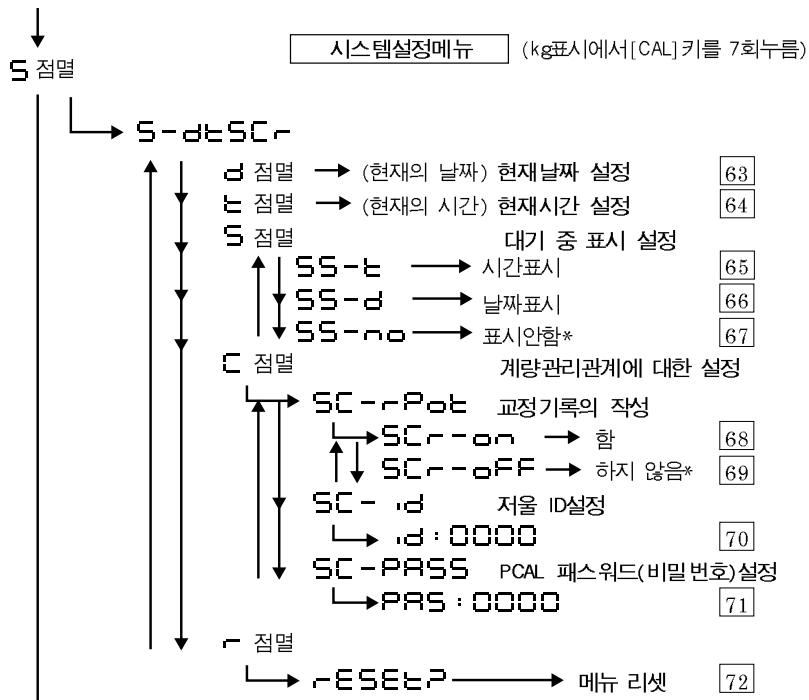 시스템설정메뉴 (kg표시에서[CAL]키를 7회누름)
S 점멸
S-dtSCr
d 점멸 → (현재의 날짜) 현재날짜 설정 63
t 점멸 → (현재의 시간) 현재시간 설정 64
S 점멸 대기 중 표시 설정
SS-t → 시간표시 65
SS-d → 날짜표시 66
SS-no → 표시안함* 67
C 점멸 계량관리관계에 대한 설정
SC-rPot 교정기록의 작성
SCr-on → 함 68
SCr-oFF → 하지 않음* 69
SC-id 저울 ID설정
id:0000 70
SC-PASS PCAL 패스워드(비밀번호)설정
PAS:0000 71
r 점멸
rESEt? → 메뉴 리셋 72